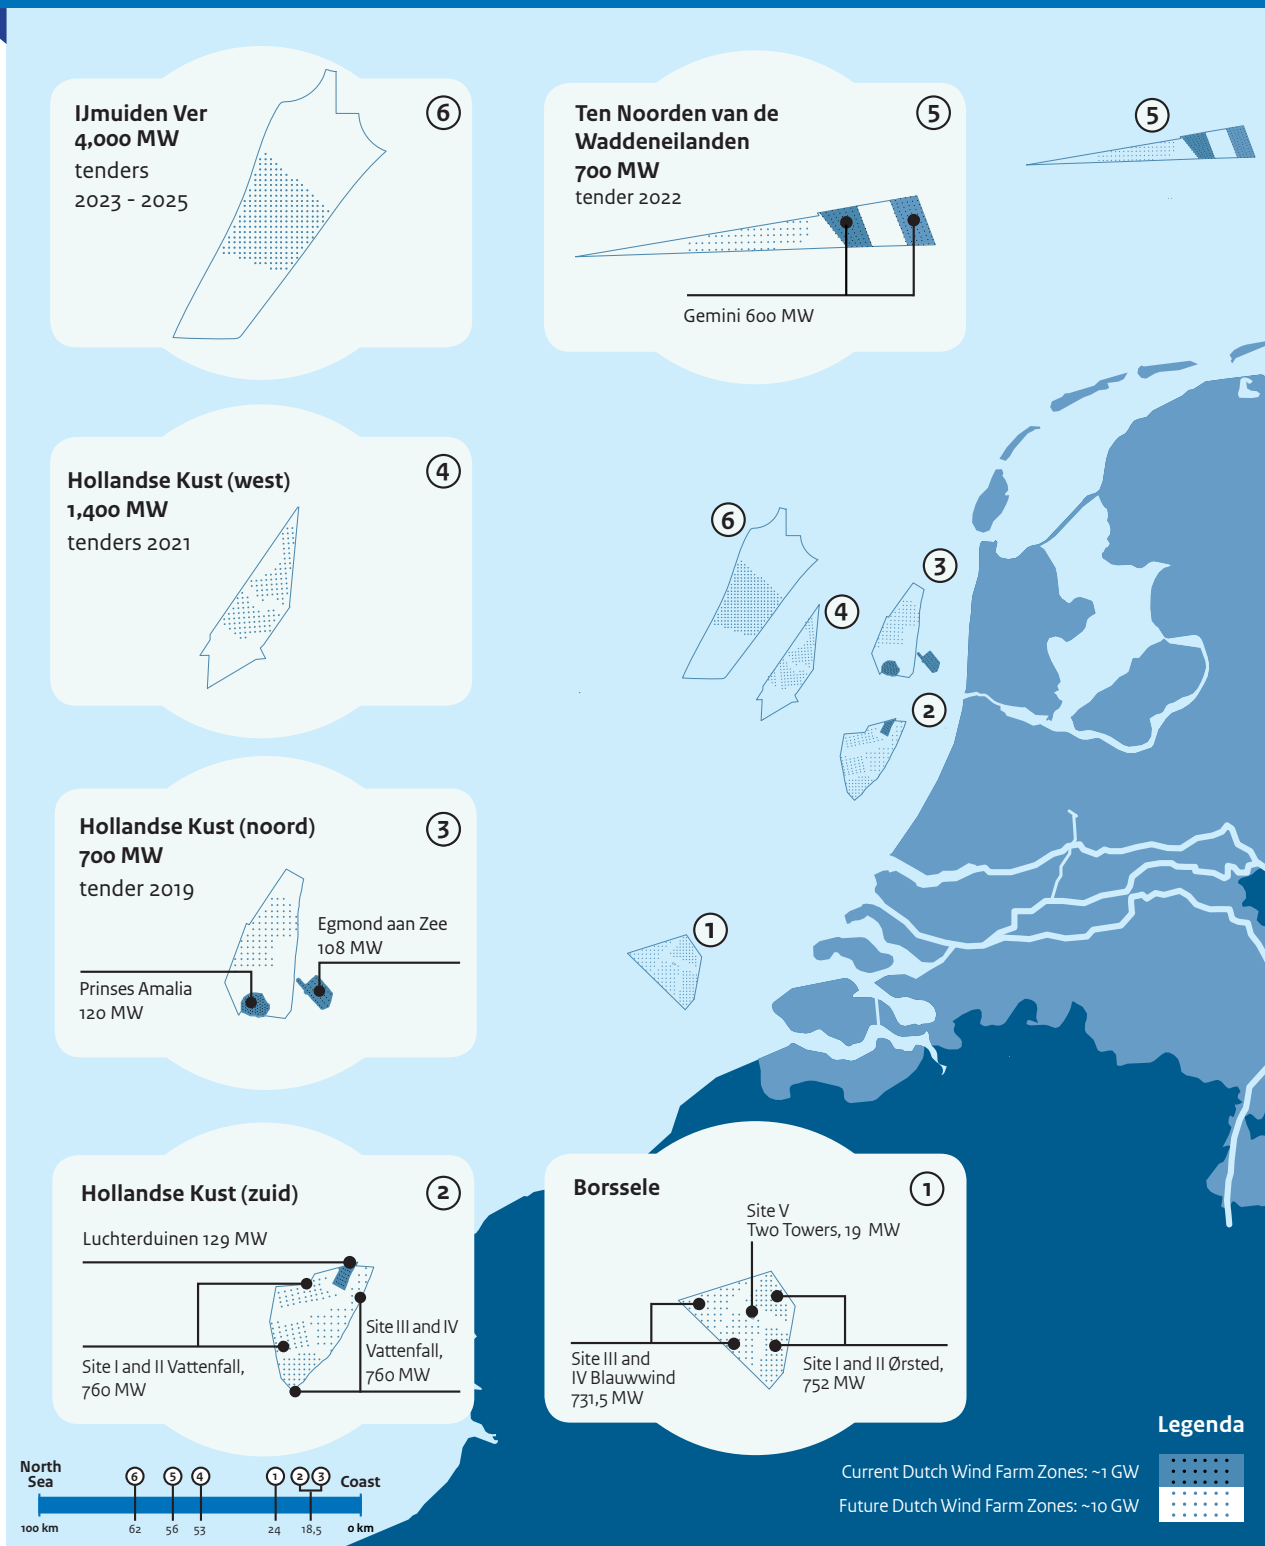 IJmuiden Ver
4,000 MW
tenders
2023 - 2025
6
Ten Noorden van de
Waddeneilanden
700 MW
tender 2022
5
Gemini 600 MW
5
Hollandse Kust (west)
1,400 MW
tenders 2021
4
6
3
4
2
1
Hollandse Kust (noord)
700 MW
tender 2019
3
Egmond aan Zee
108 MW
Prinses Amalia
120 MW
Hollandse Kust (zuid)
2
Luchterduinen 129 MW
Site III and IV
Vattenfall,
760 MW
Site I and II Vattenfall,
760 MW
Borssele
1
Site V
Two Towers, 19 MW
Site III and
IV Blauwwind
731,5 MW
Site I and II Ørsted,
752 MW
Legenda
Current Dutch Wind Farm Zones: ~1 GW
Future Dutch Wind Farm Zones: ~10 GW
North
Sea
6 5 4 1 2 3
Coast
100 km 62 56 53 24 18,5 0 km